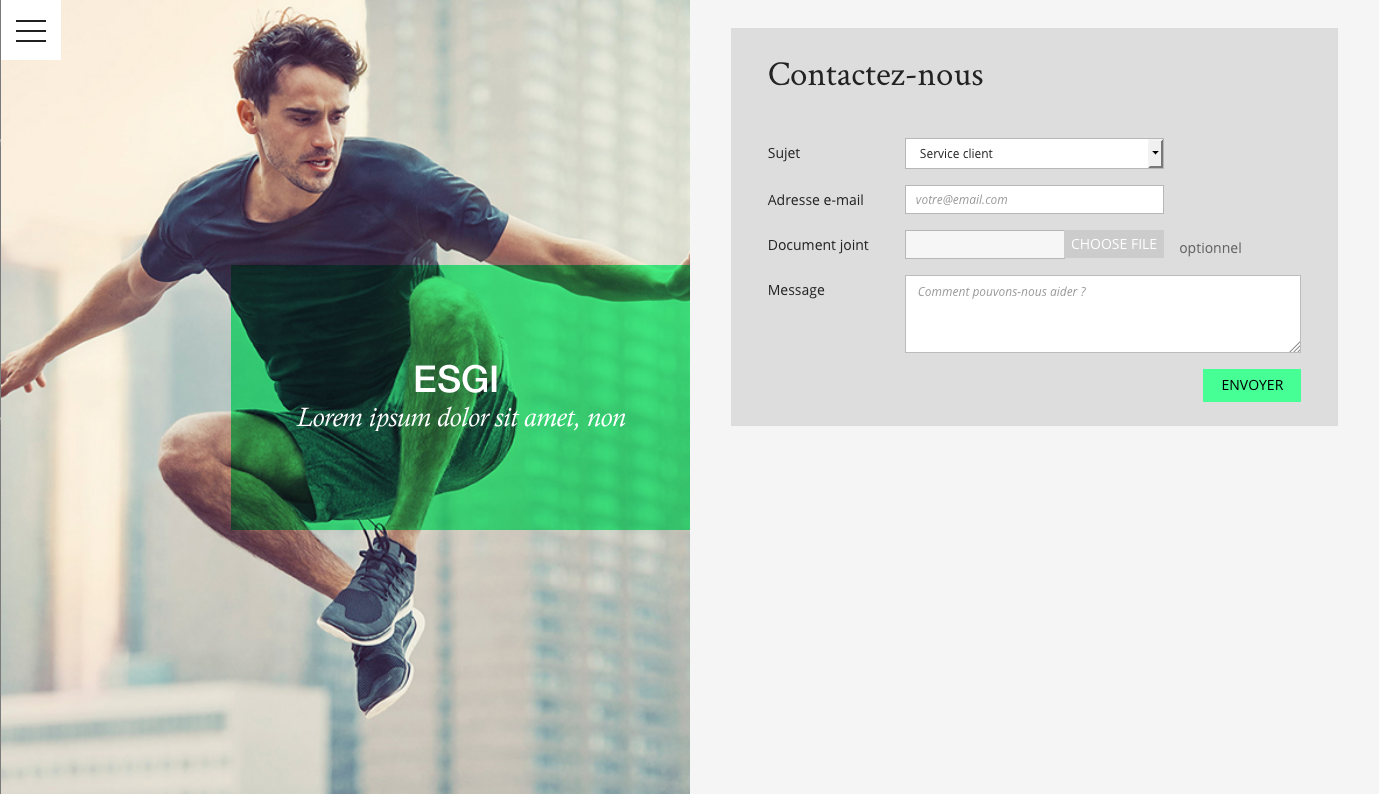 ESGI
Lorem ipsum dolor sit amet, non
Contactez-nous
Sujet
Service client
Adresse e-mail
votre@email.com
Document joint
CHOOSE FILE
optionnel
Message
Comment pouvons-nous aider ?
ENVOYER